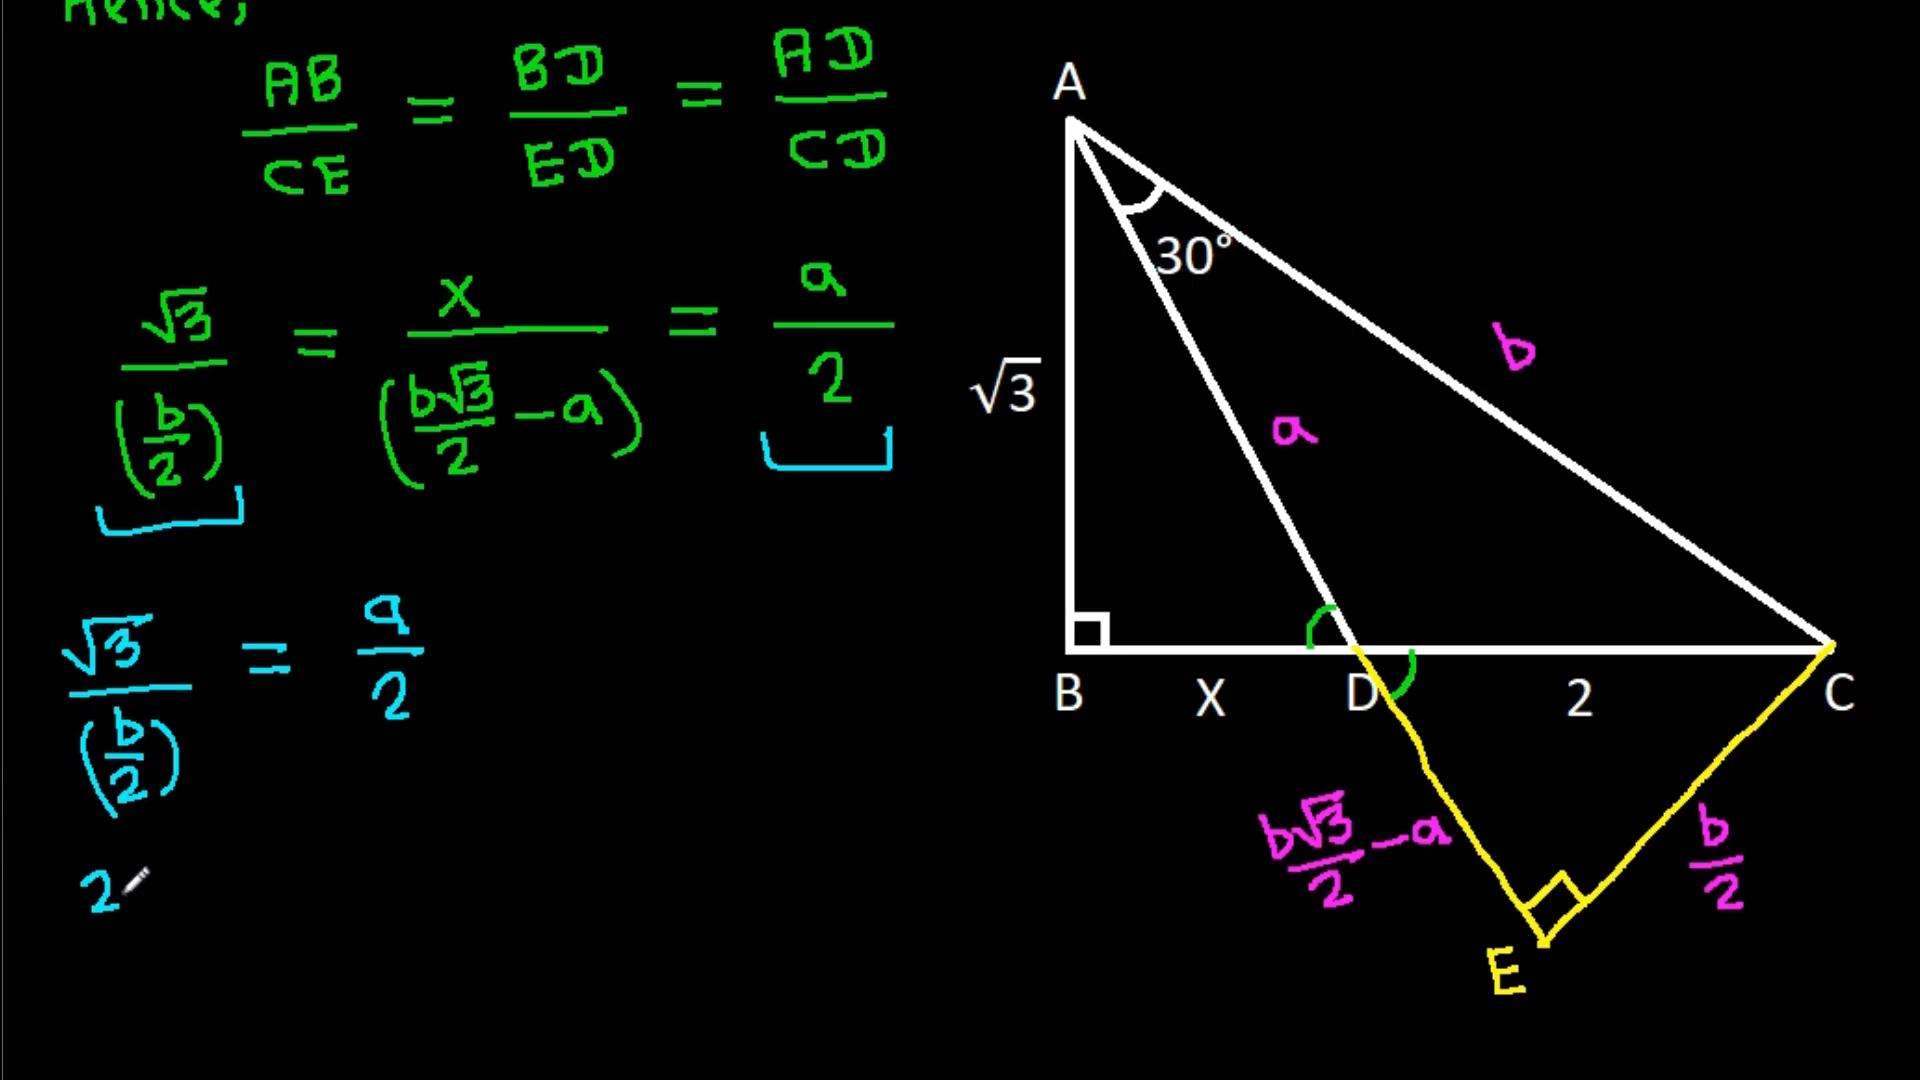 Hence,
AB/CE = BD/ED = AD/CD
√3/(b/2) = x/(b√3/2 - a) = a/2
√3/(b/2) = a/2
2
A
30°
b
√3
a
B X D 2 C
b√3/2 - a
b/2
E